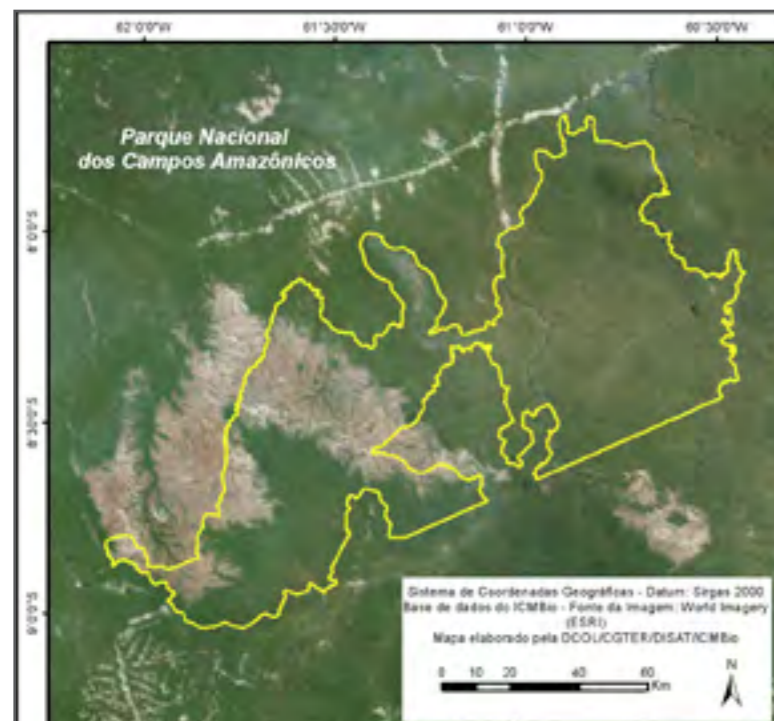 62°0'0"W 61°30'0"W 61°0'0"W 60°30'0"W
Parque Nacional
dos Campos Amazônicos
8°0'0"S
8°30'0"S
9°0'0"S
Sistema de Coordenadas Geográficas - Datum: Sirgas 2000
Base de dados do ICMBio - Fonte da Imagem: World Imagery
(ESRI)
Mapa elaborado pela DCOL/CGTER/DISAT/ICMBio
0 10 20 40 60
Km
N